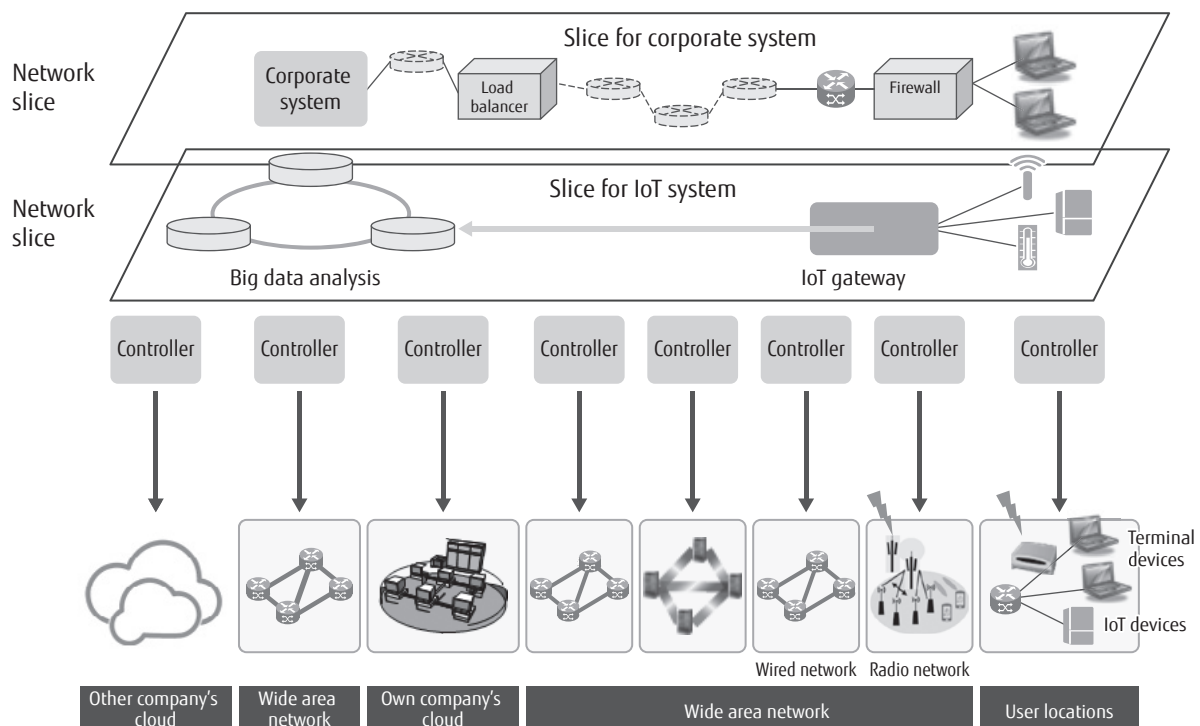 Network
slice
Slice for corporate system
Corporate
system
Load
balancer
Firewall
Network
slice
Slice for IoT system
Big data analysis
IoT gateway
Controller
Controller
Controller
Controller
Controller
Controller
Controller
Controller
Terminal
devices
IoT devices
Wired network
Radio network
Other company's
cloud
Wide area
network
Own company's
cloud
Wide area network
User locations